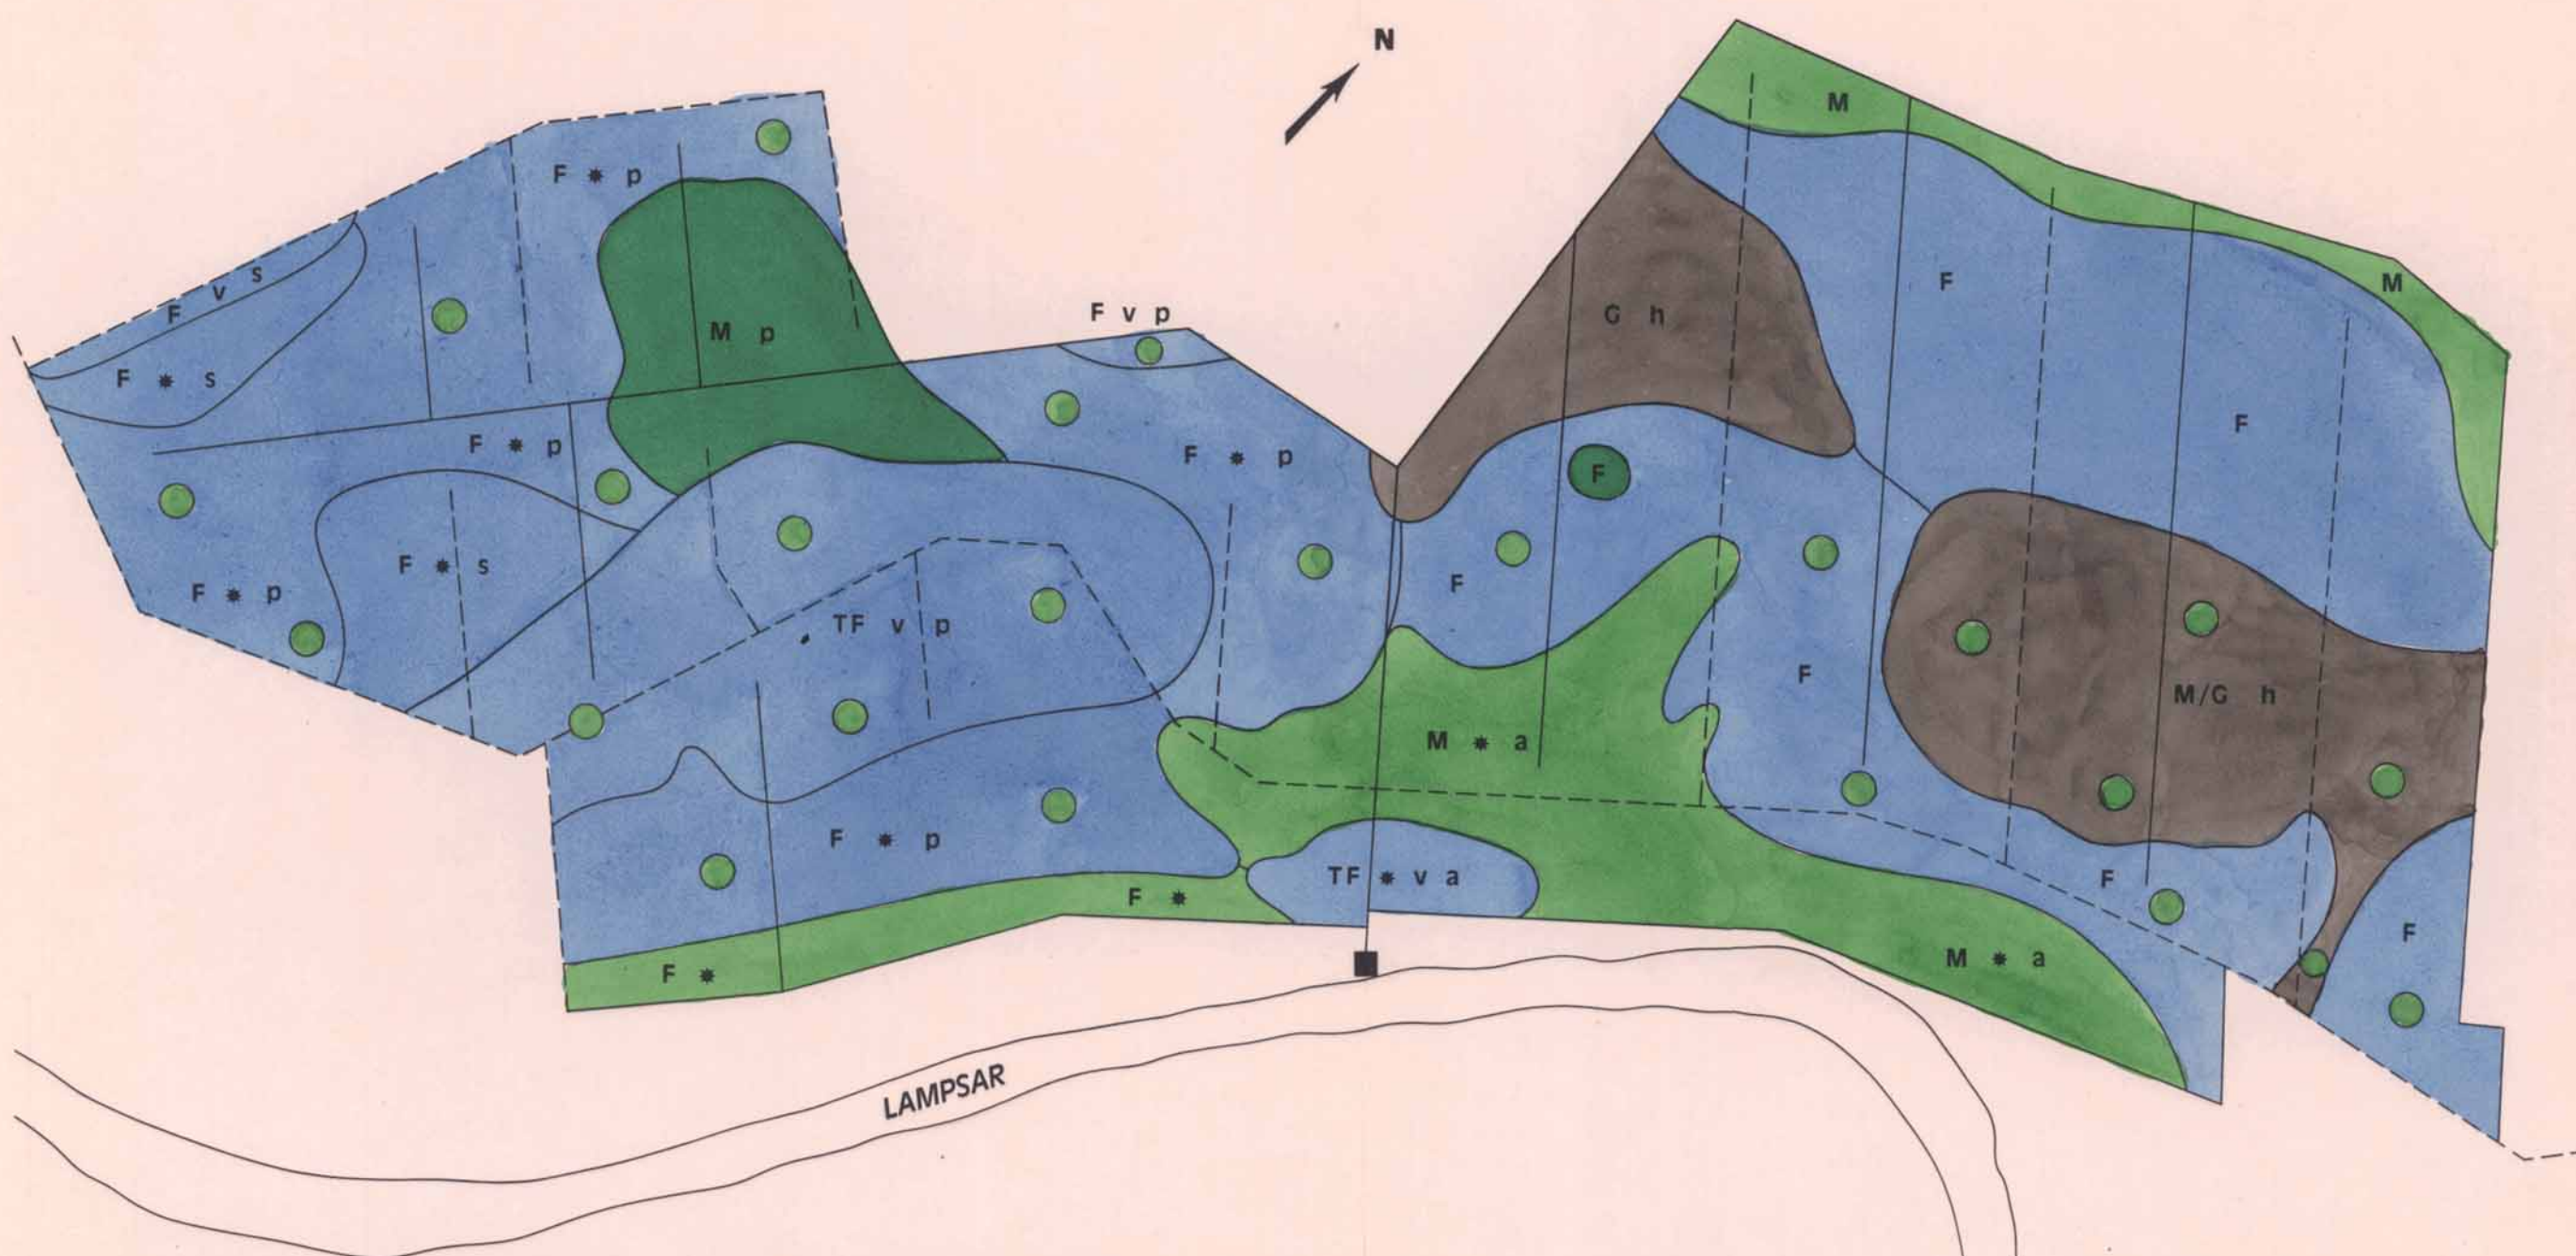 N
M
F ✷ p
F v s
M
F
G h
F v p
M p
F ✷ s
F
F ✷ p
F ✷ p
F
F ✷ s
F
F ✷ p
TF v p
F
M/G h
M ✷ a
F ✷ p
TF ✷ v a
F
F ✷
F
M ✷ a
F ✷
LAMPSAR